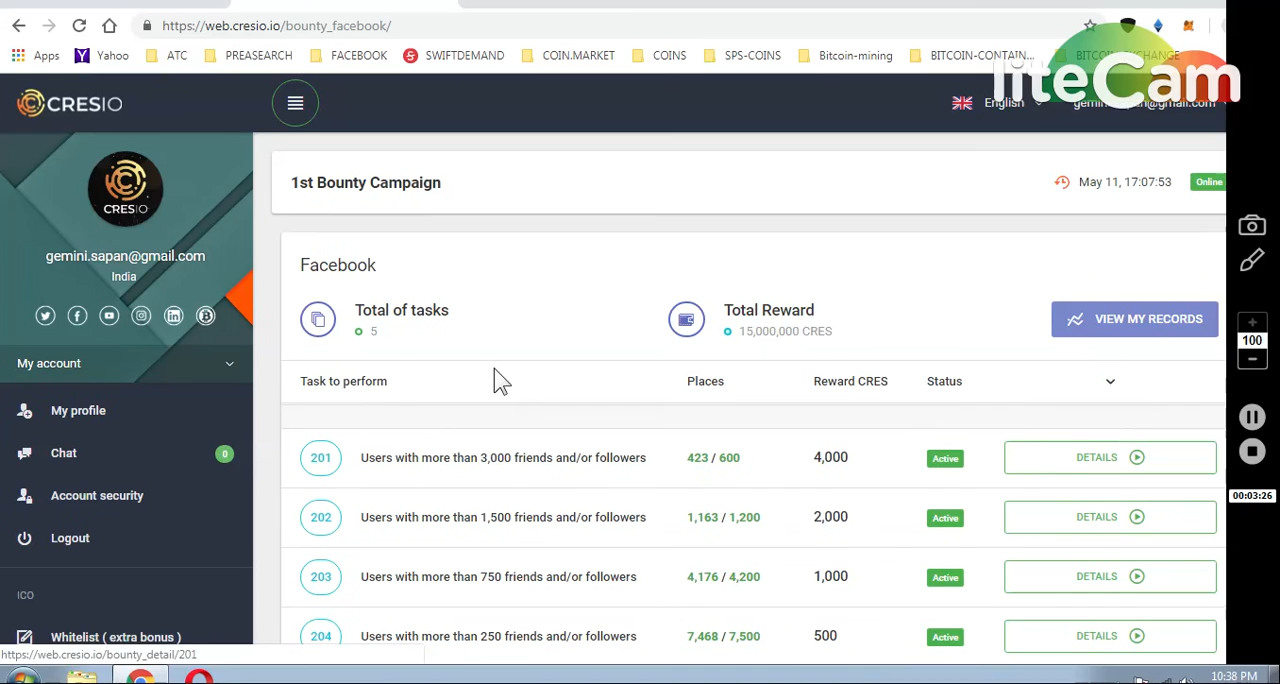 https://web.cresio.io/bounty_facebook/
Apps Yahoo ATC PREASEARCH FACEBOOK SWIFTDEMAND COIN.MARKET COINS SPS-COINS Bitcoin-mining BITCOIN-CONTAIN...
liteCam
CRESIO
English
gemini.sapan@gmail.com
CRESIO
1st Bounty Campaign
May 11, 17:07:53 Online
gemini.sapan@gmail.com
India
My account
My profile
Chat 0
Account security
Logout
ICO
Whitelist ( extra bonus )
https://web.cresio.io/bounty_detail/201
Facebook
Total of tasks
5
Total Reward
15,000,000 CRES
VIEW MY RECORDS
Task to perform Places Reward CRES Status
201 Users with more than 3,000 friends and/or followers 423 / 600 4,000 Active DETAILS
202 Users with more than 1,500 friends and/or followers 1,163 / 1,200 2,000 Active DETAILS
203 Users with more than 750 friends and/or followers 4,176 / 4,200 1,000 Active DETAILS
204 Users with more than 250 friends and/or followers 7,468 / 7,500 500 Active DETAILS
100
00:03:26
10:38 PM